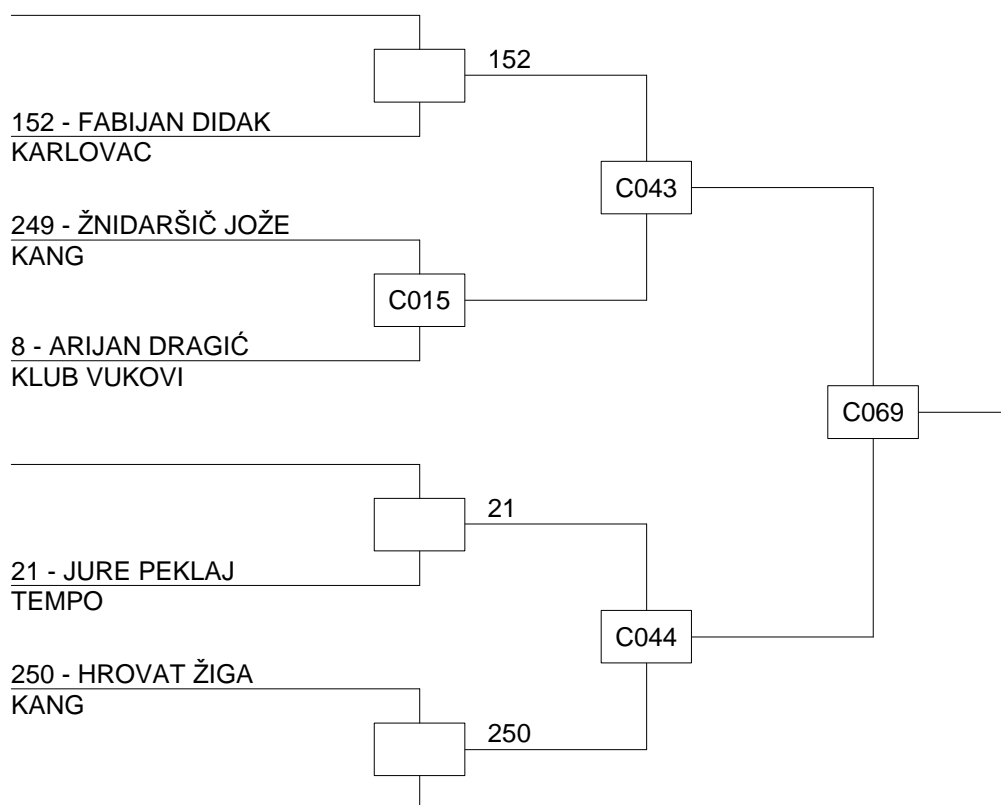 152
152 - FABIJAN DIDAK
KARLOVAC
C043
249 - ŽNIDARŠIČ JOŽE
KANG
C015
8 - ARIJAN DRAGIĆ
KLUB VUKOVI
C069
21
21 - JURE PEKLAJ
TEMPO
C044
250 - HROVAT ŽIGA
KANG
250